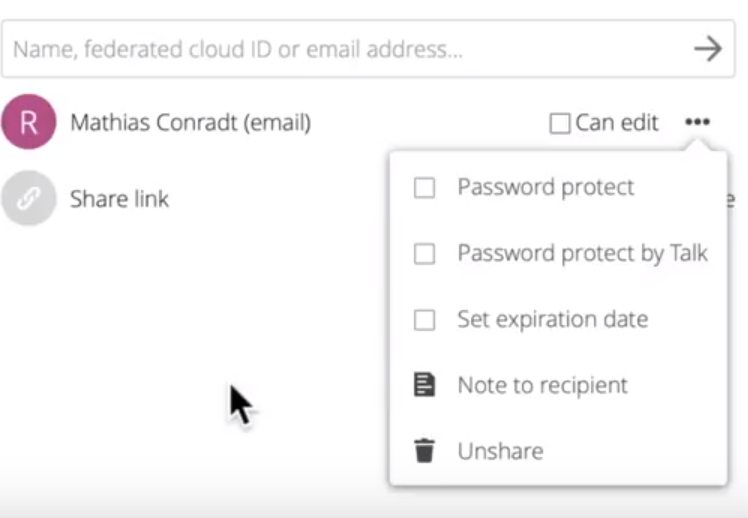 Name, federated cloud ID or email address...
R Mathias Conradt (email) Can edit
Share link
Password protect
Password protect by Talk
Set expiration date
Note to recipient
Unshare